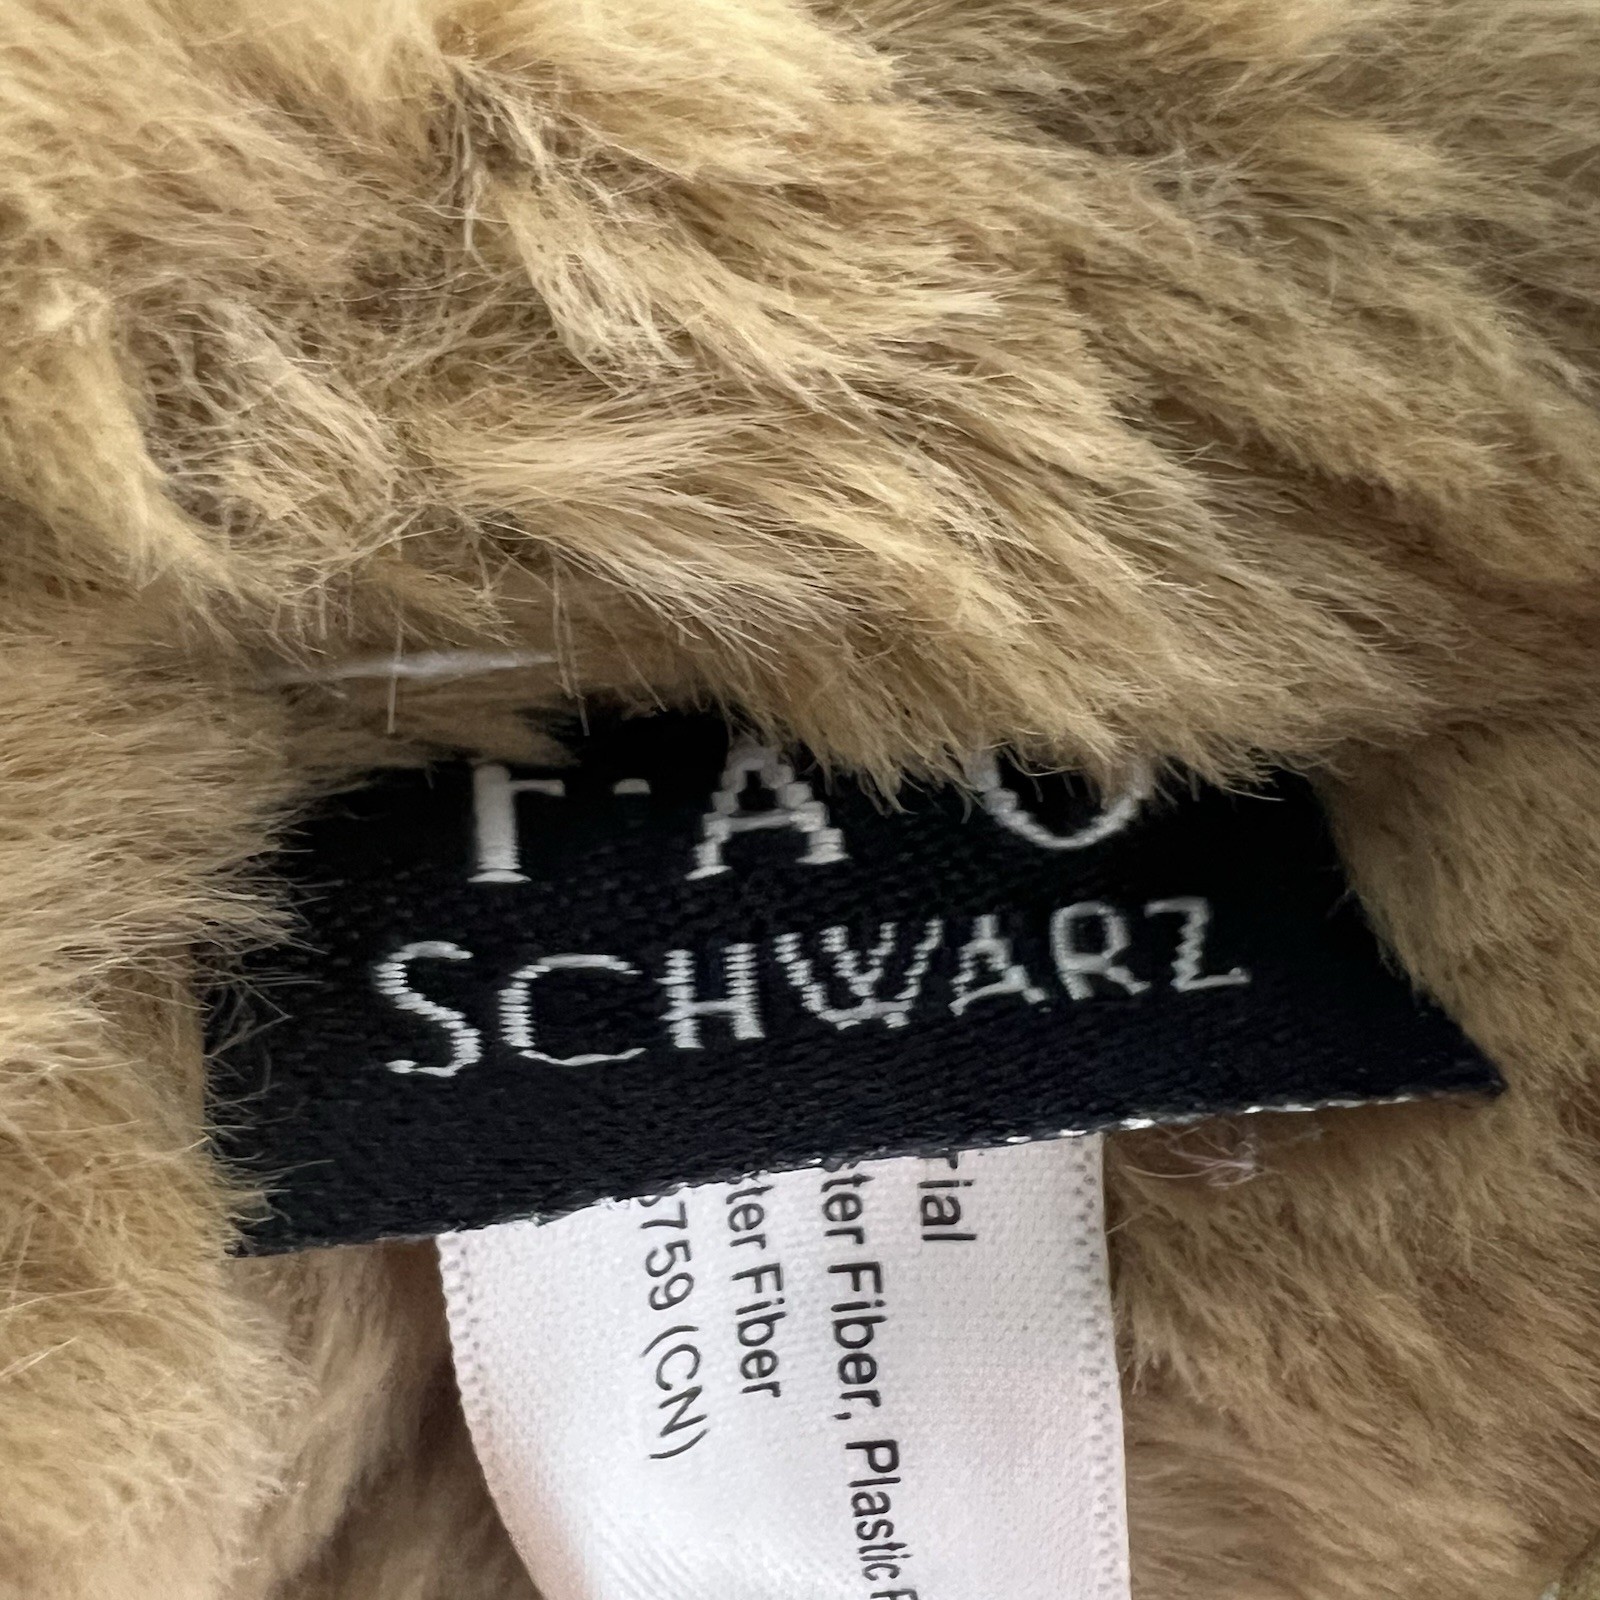 F·A·O
SCHWARZ
Fiber, Plastic
Fiber
(CN)